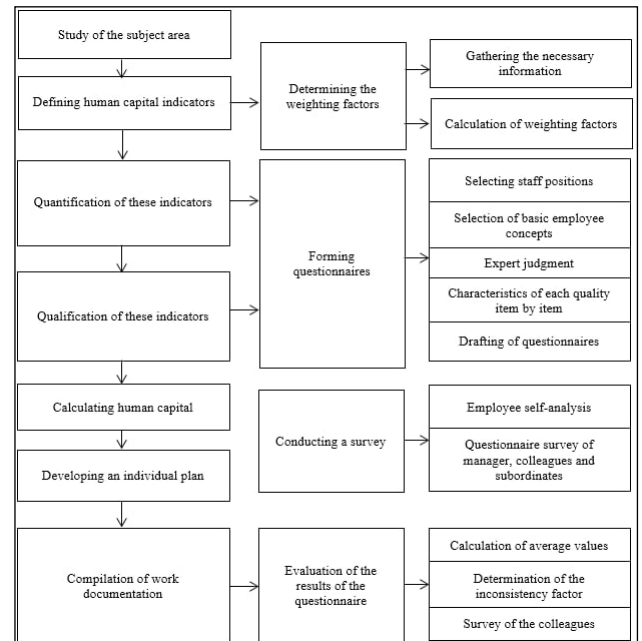 Study of the subject area
Defining human capital indicators
Quantification of these indicators
Qualification of these indicators
Calculating human capital
Developing an individual plan
Compilation of work
documentation
Determining the
weighting factors
Forming
questionnaires
Conducting a survey
Evaluation of the
results of the
questionnaire
Gathering the necessary
information
Calculation of weighting factors
Selecting staff positions
Selection of basic employee
concepts
Expert judgment
Characteristics of each quality
item by item
Drafting of questionnaires
Employee self-analysis
Questionnaire survey of
manager, colleagues and
subordinates
Calculation of average values
Determination of the
inconsistency factor
Survey of the colleagues